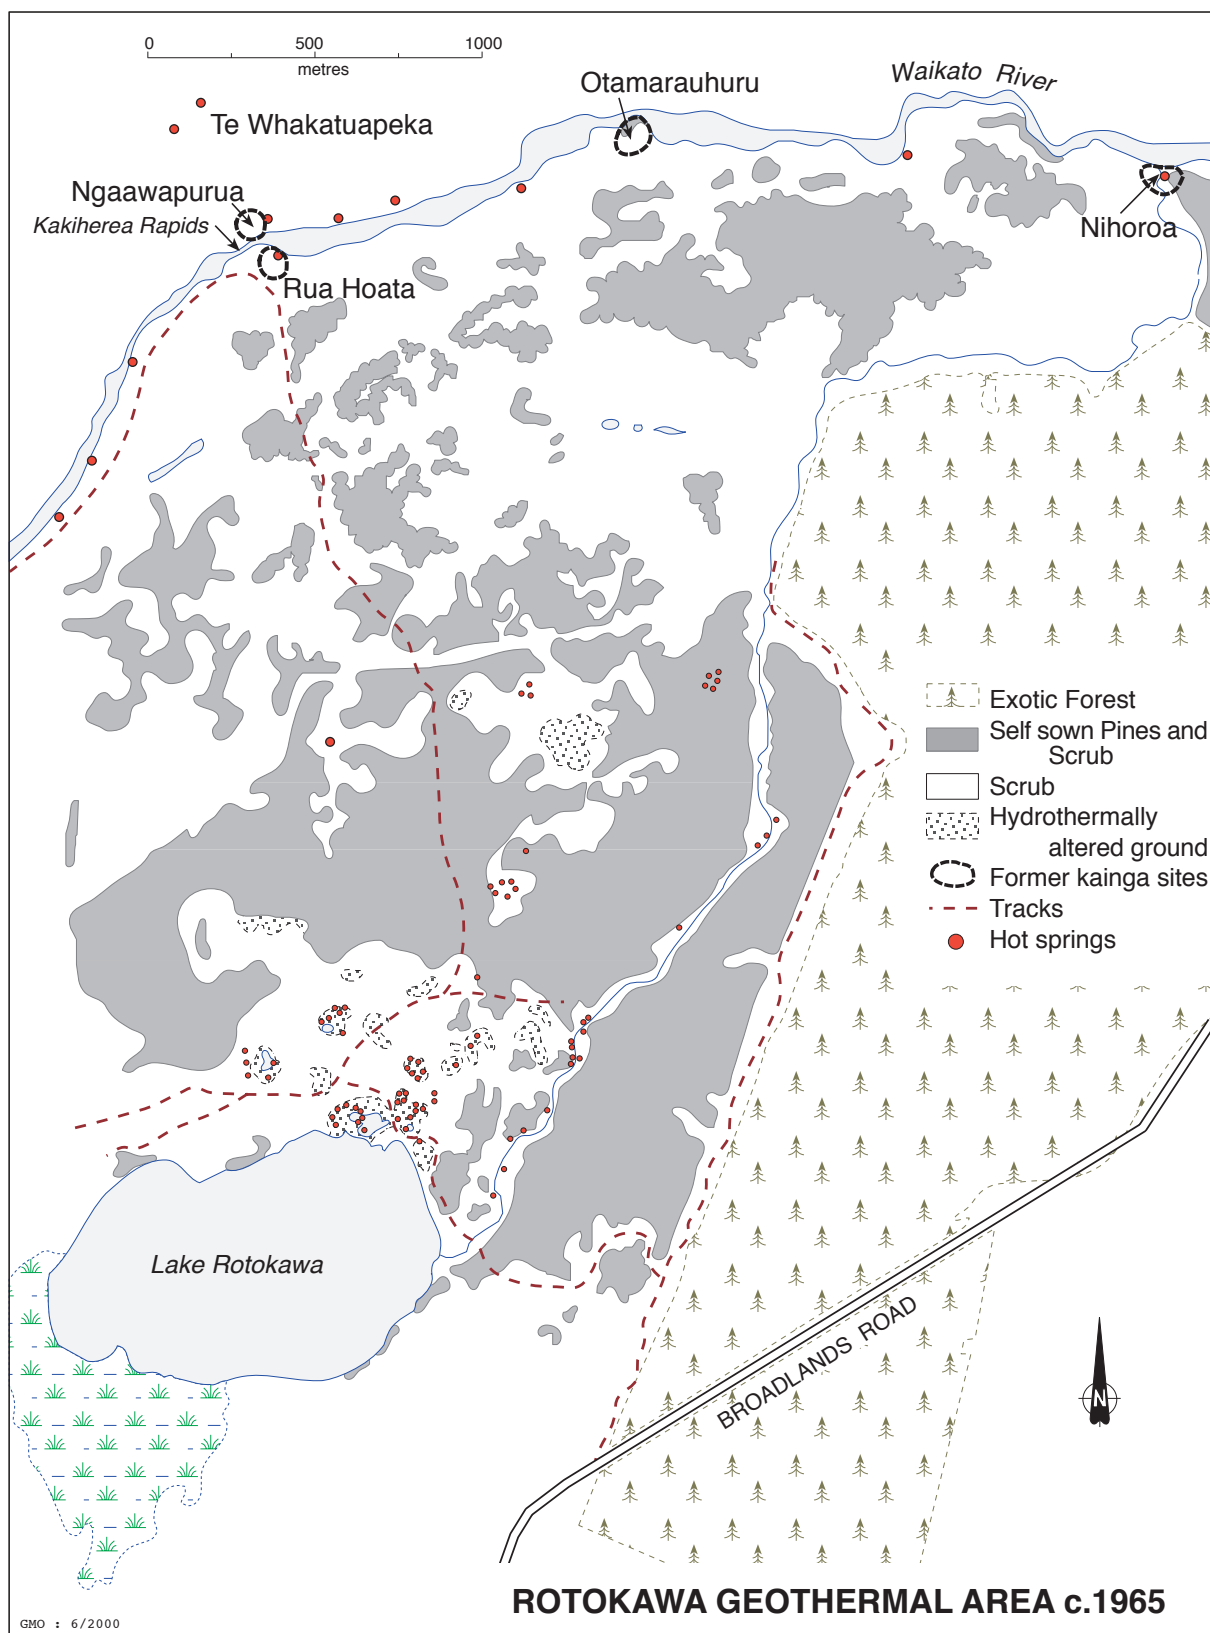 0 500 1000
metres
Waikato River
Otamarauhuru
Te Whakatuapeka
Ngaawapurua
Kakiherea Rapids
Nihoroa
Rua Hoata
Exotic Forest
Self sown Pines and
Scrub
Scrub
Hydrothermally
altered ground
Former kainga sites
Tracks
Hot springs
Lake Rotokawa
BROADLANDS ROAD
N
ROTOKAWA GEOTHERMAL AREA c.1965
GMO : 6/2000